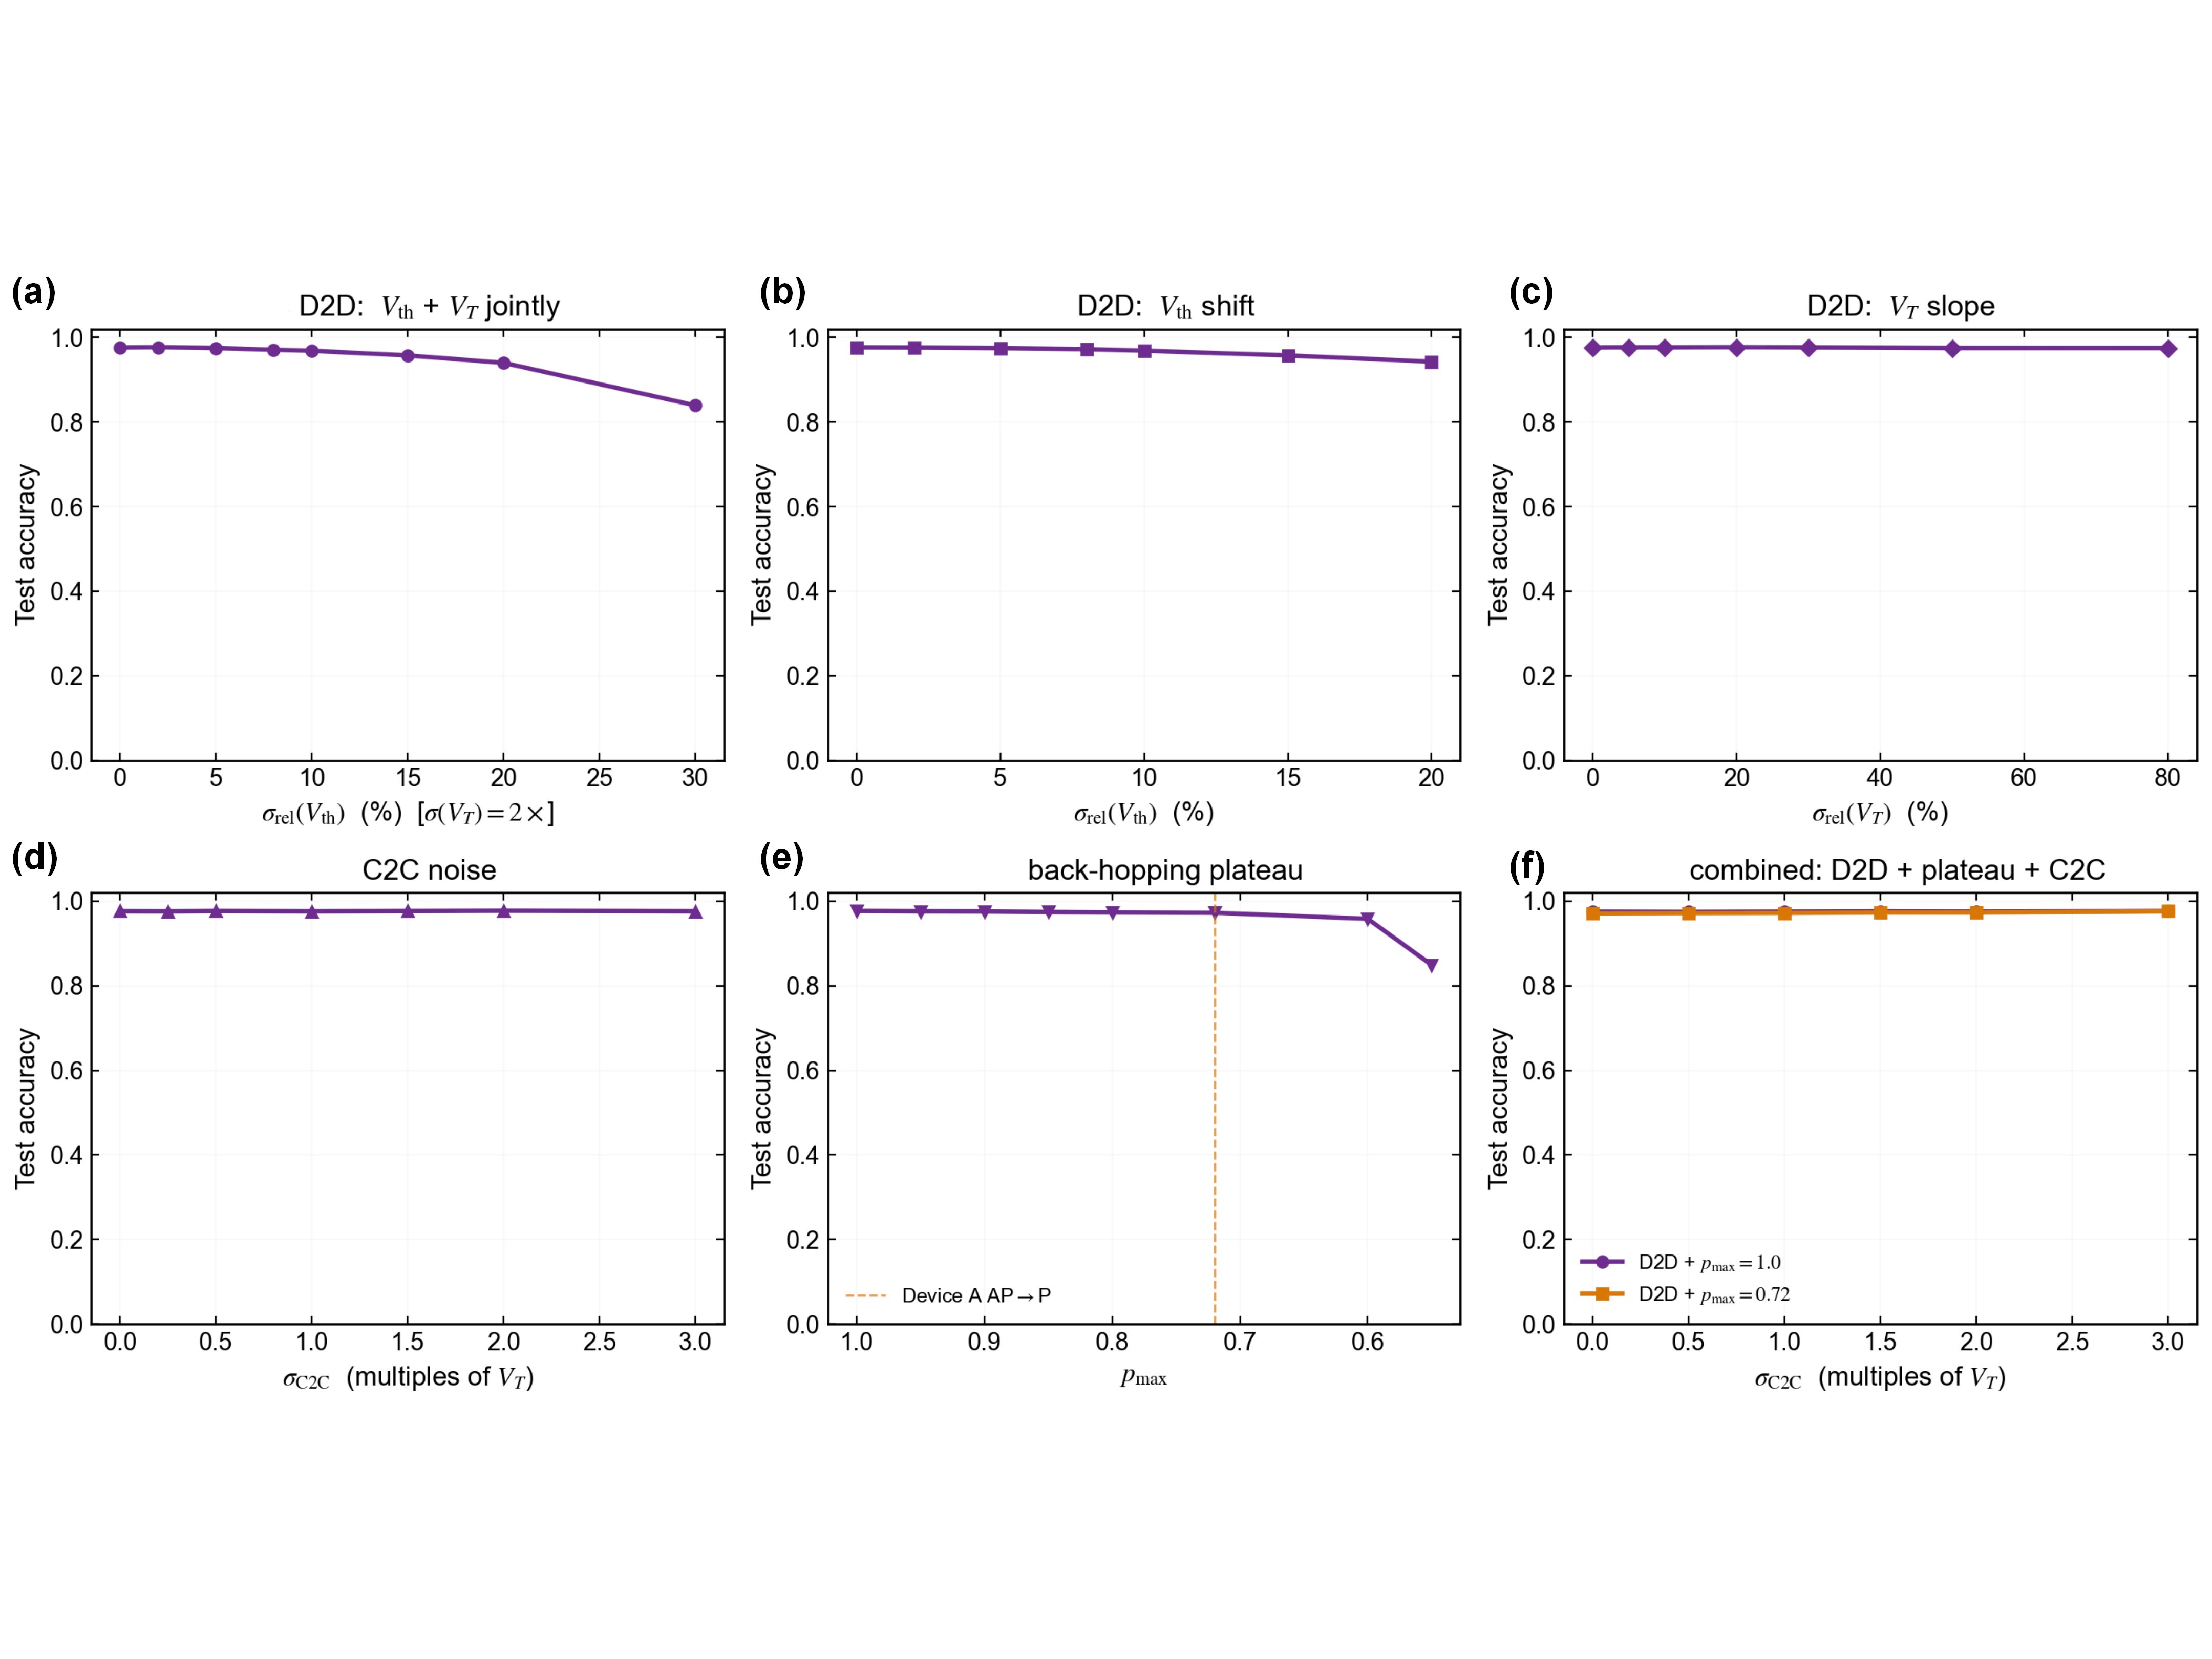 (a)
D2D: Vth + VT jointly
1.0
0.8
0.6
0.4
0.2
0.0
Test accuracy
0 5 10 15 20 25 30
σrel(Vth) (%) [σ(VT) = 2×]
(b)
D2D: Vth shift
1.0
0.8
0.6
0.4
0.2
0.0
Test accuracy
0 5 10 15 20
σrel(Vth) (%)
(c)
D2D: VT slope
1.0
0.8
0.6
0.4
0.2
0.0
Test accuracy
0 20 40 60 80
σrel(VT) (%)
(d)
C2C noise
1.0
0.8
0.6
0.4
0.2
0.0
Test accuracy
0.0 0.5 1.0 1.5 2.0 2.5 3.0
σC2C (multiples of VT)
(e)
back-hopping plateau
1.0
0.8
0.6
0.4
0.2
0.0
Test accuracy
Device A AP→P
1.0 0.9 0.8 0.7 0.6
pmax
(f)
combined: D2D + plateau + C2C
1.0
0.8
0.6
0.4
0.2
0.0
Test accuracy
D2D + pmax = 1.0
D2D + pmax = 0.72
0.0 0.5 1.0 1.5 2.0 2.5 3.0
σC2C (multiples of VT)